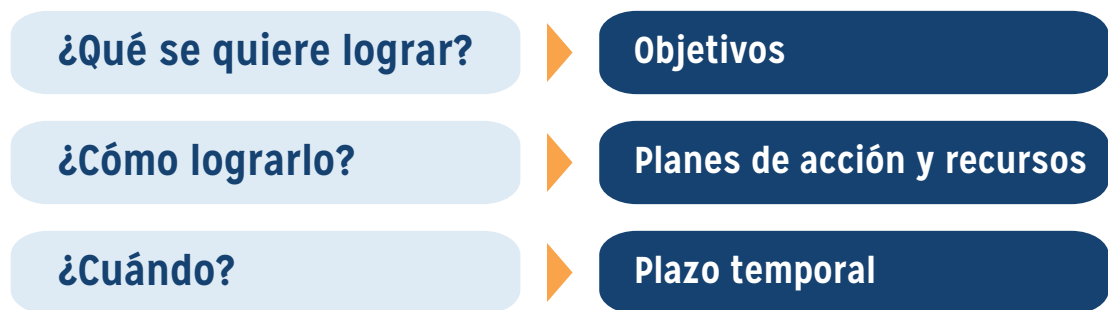 ¿Qué se quiere lograr?
Objetivos
¿Cómo lograrlo?
Planes de acción y recursos
¿Cuándo?
Plazo temporal